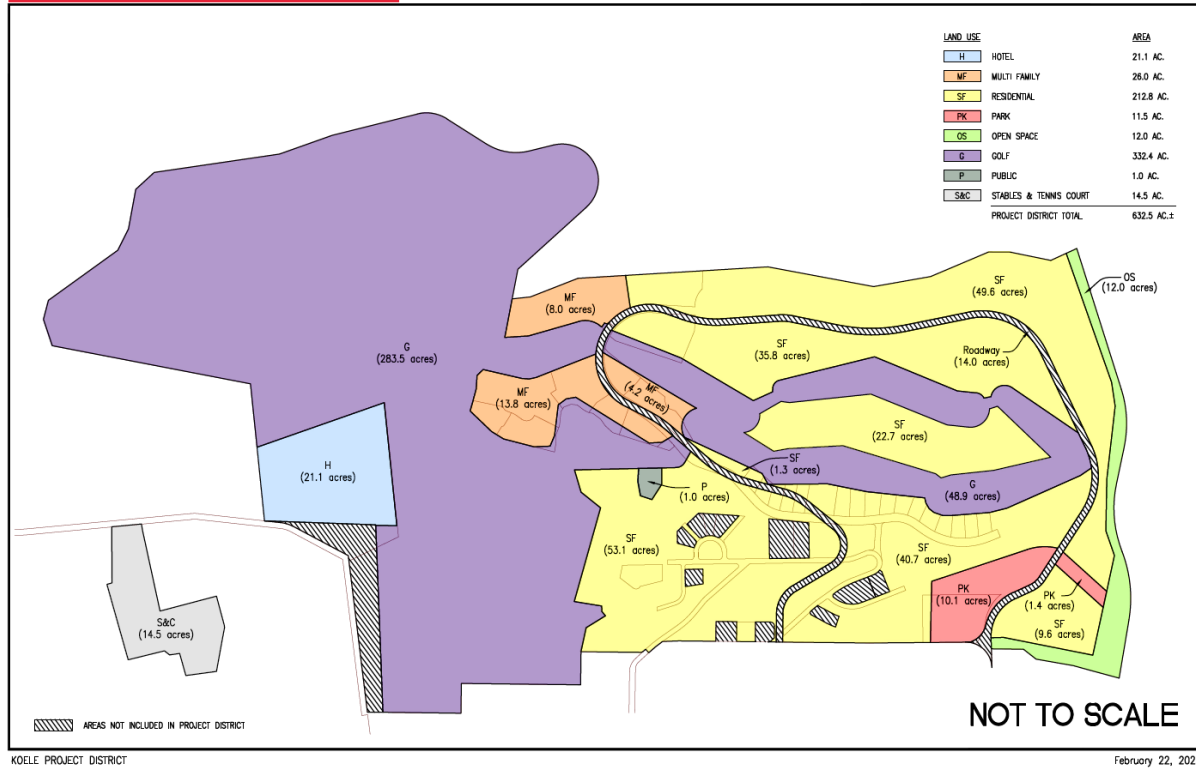 LAND USE AREA
H HOTEL 21.1 AC.
MF MULTI FAMILY 26.0 AC.
SF RESIDENTIAL 212.8 AC.
PK PARK 11.5 AC.
OS OPEN SPACE 12.0 AC.
G GOLF 332.4 AC.
P PUBLIC 1.0 AC.
S&C STABLES & TENNIS COURT 14.5 AC.
PROJECT DISTRICT TOTAL 632.5 AC.±
OS
(12.0 acres)
SF
(49.6 acres)
MF
(8.0 acres)
G
(283.5 acres)
SF
(35.8 acres)
Roadway
(14.0 acres)
MF
(13.8 acres)
MF
(4.2 acres)
SF
(22.7 acres)
SF
(1.3 acres)
H
(21.1 acres)
P
(1.0 acres)
G
(48.9 acres)
SF
(53.1 acres)
SF
(40.7 acres)
PK
(10.1 acres)
PK
(1.4 acres)
S&C
(14.5 acres)
SF
(9.6 acres)
NOT TO SCALE
AREAS NOT INCLUDED IN PROJECT DISTRICT
KOELE PROJECT DISTRICT
February 22, 202